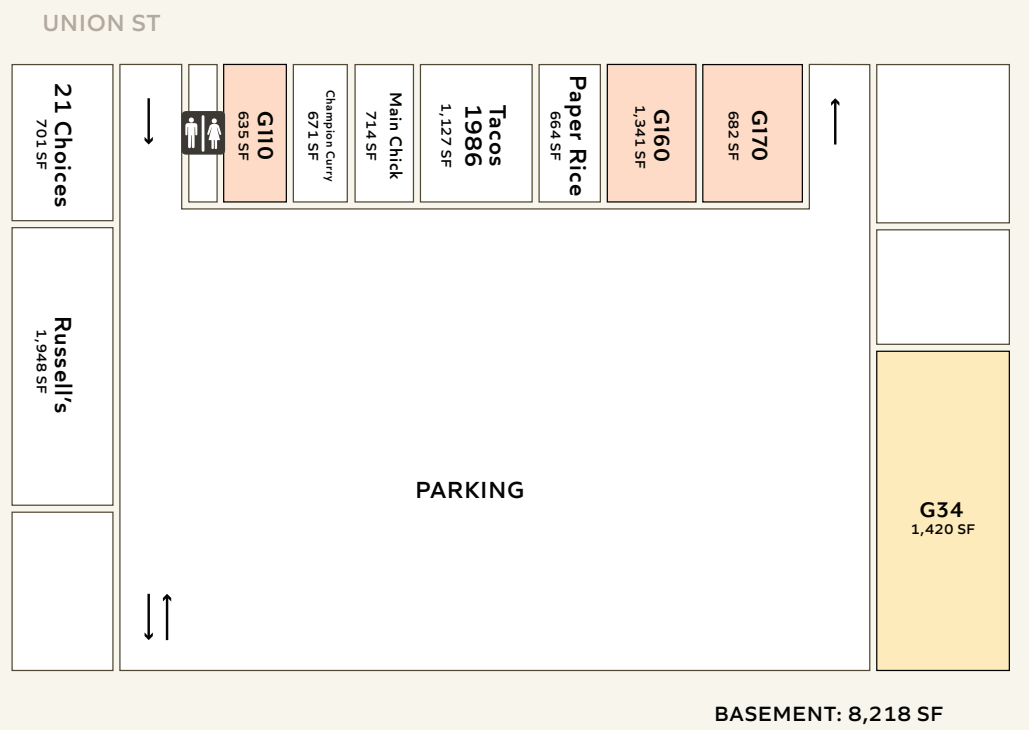 UNION ST
21 Choices
701 SF
G110
635 SF
Champion Curry
671 SF
Main Chick
714 SF
Tacos
1986
1,127 SF
Paper Rice
664 SF
G160
1,341 SF
G170
682 SF
Russell's
1,948 SF
PARKING
G34
1,420 SF
BASEMENT: 8,218 SF